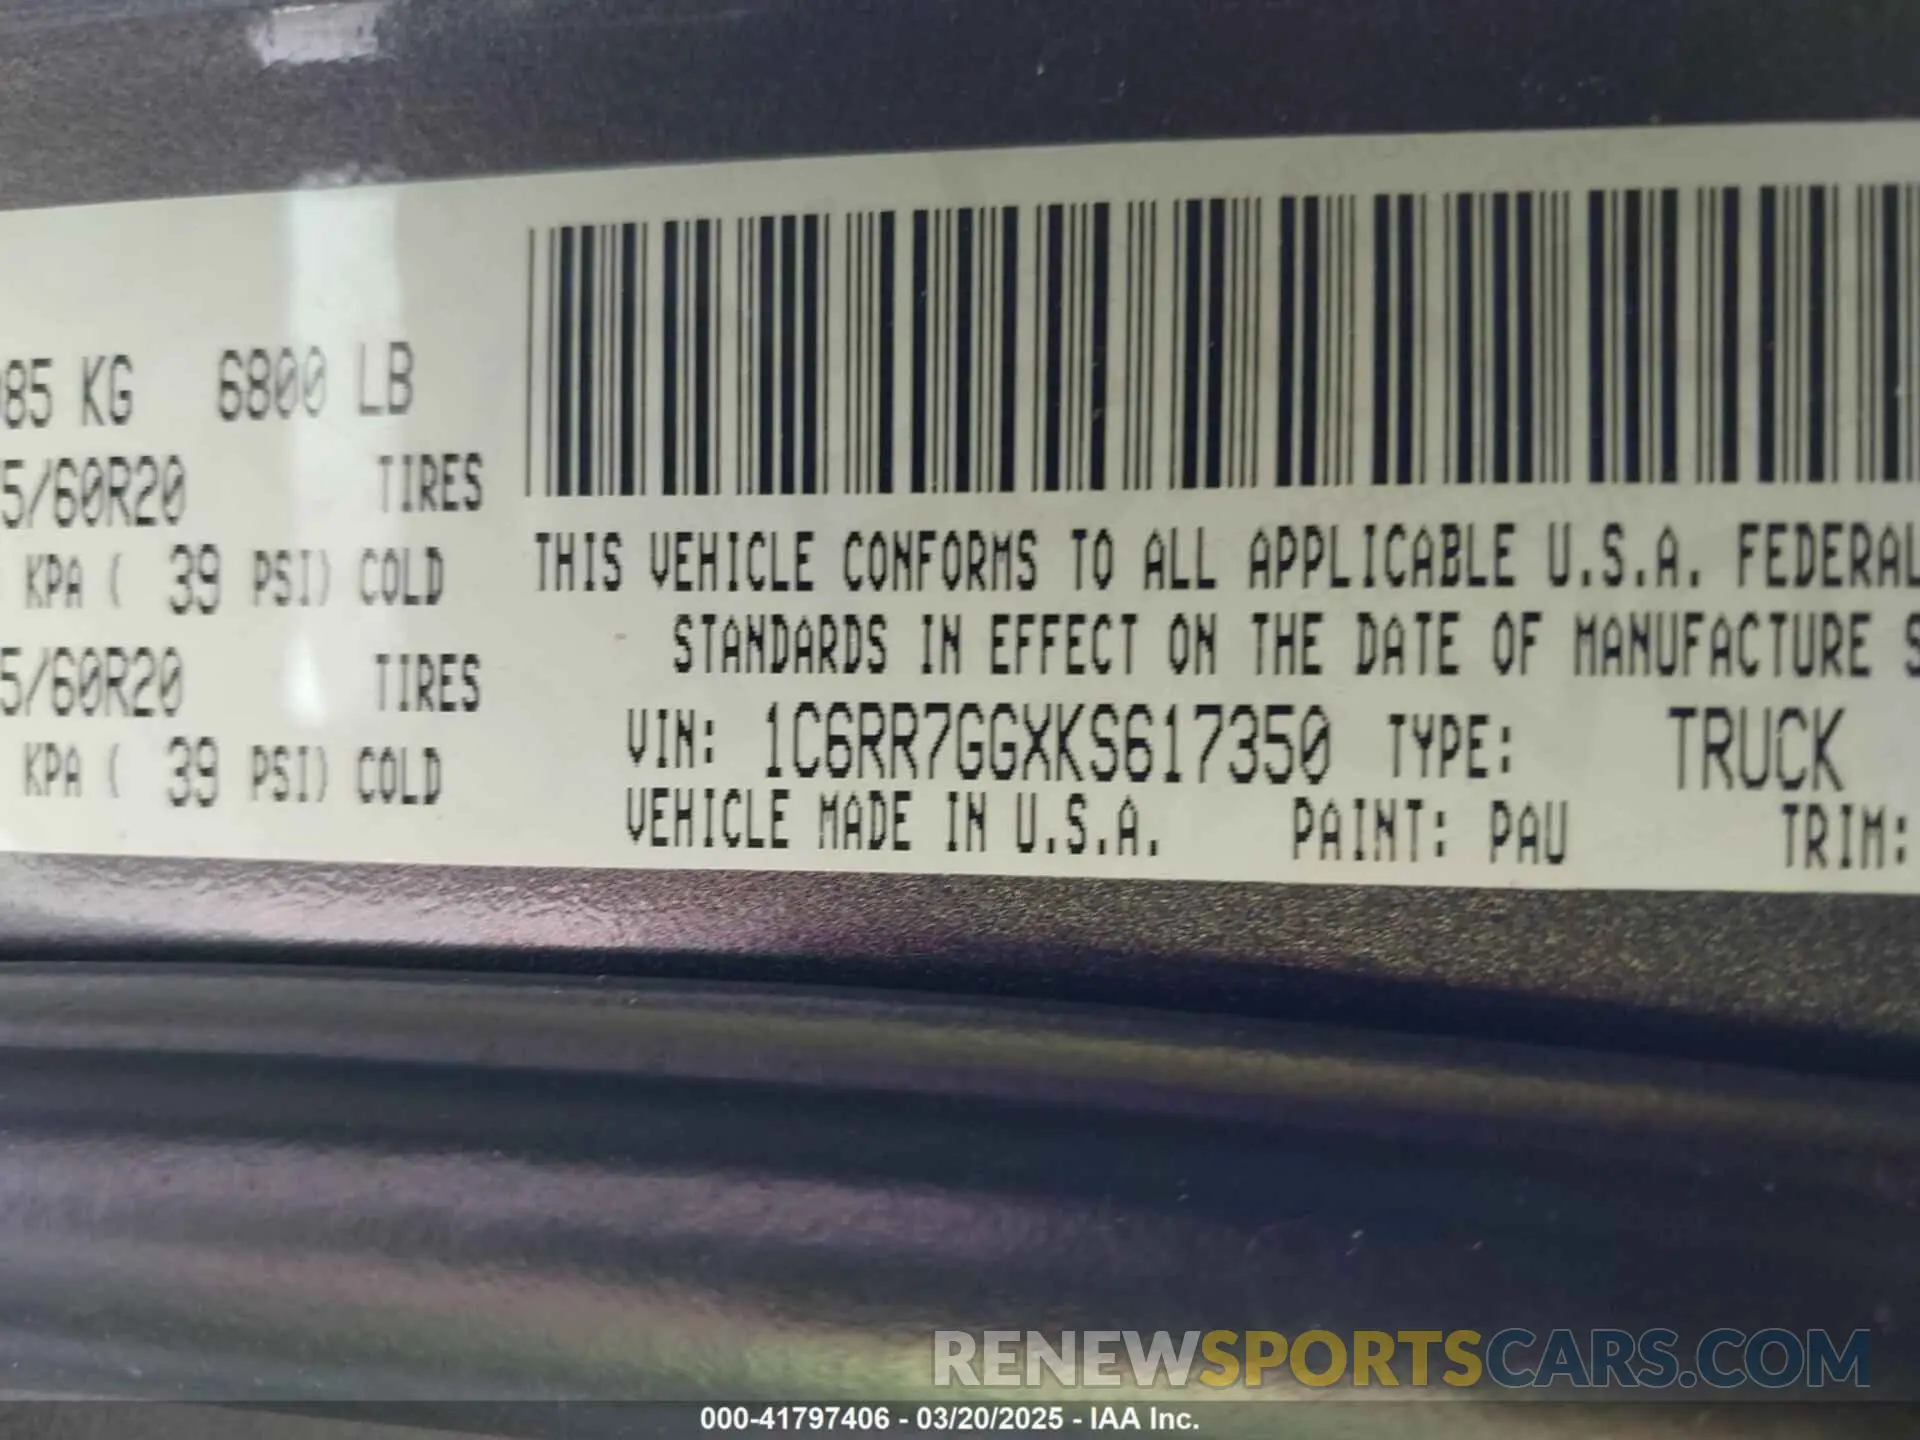 85 KG 6800 LB
5/60R20 TIRES
KPA ( 39 PSI) COLD
5/60R20 TIRES
KPA ( 39 PSI) COLD
THIS VEHICLE CONFORMS TO ALL APPLICABLE U.S.A. FEDERAL
STANDARDS IN EFFECT ON THE DATE OF MANUFACTURE S
VIN: 1C6RR7GGXKS617350 TYPE: TRUCK
VEHICLE MADE IN U.S.A. PAINT: PAU TRIM:
RENEWSPORTSCARS.COM
000-41797406 - 03/20/2025 - IAA Inc.